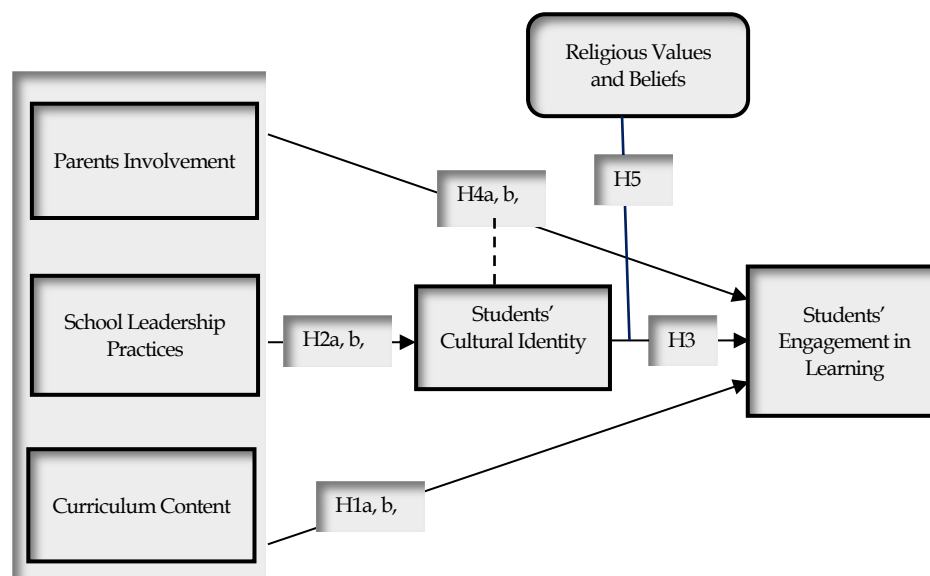 Religious Values
and Beliefs
Parents Involvement
H4a, b,
H5
School Leadership
Practices
H2a, b,
Students’
Cultural Identity
H3
Students’
Engagement in
Learning
Curriculum Content
H1a, b,